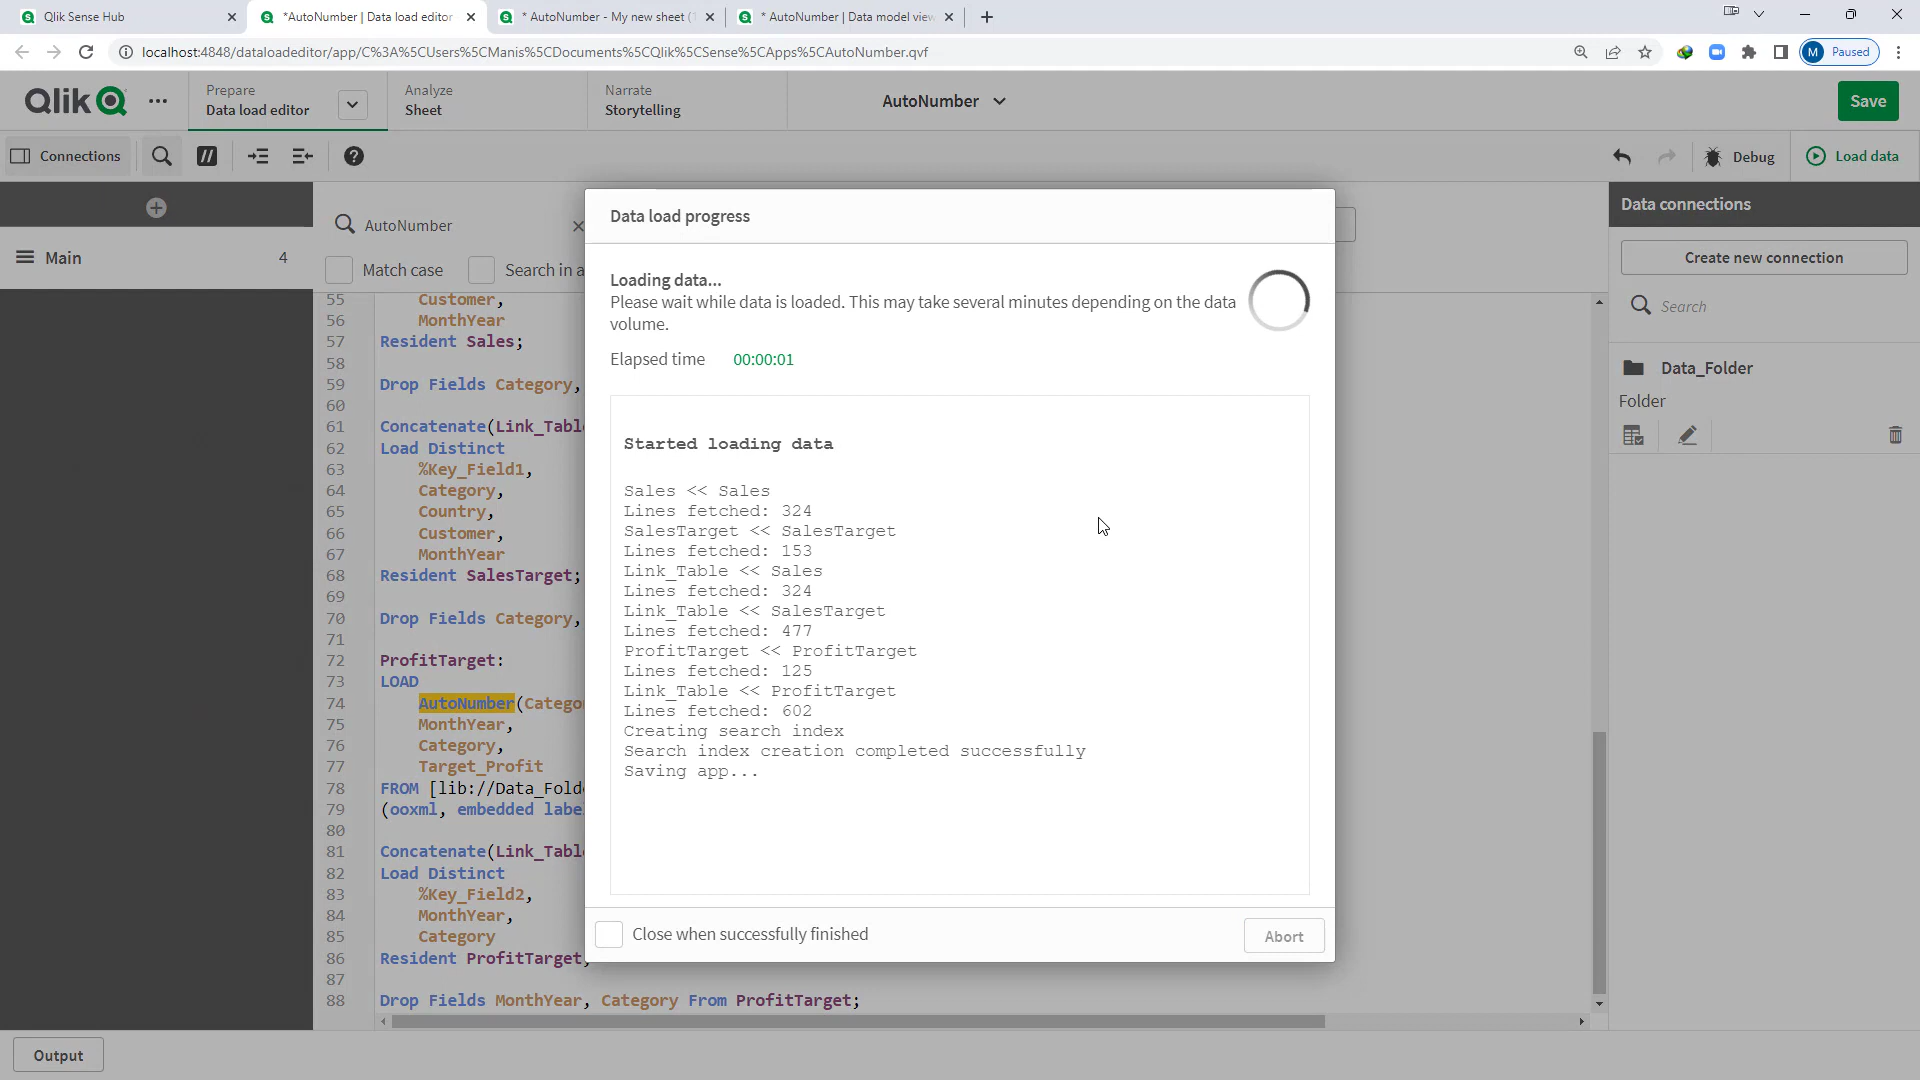 Qlik Sense Hub
*AutoNumber | Data load editor
* AutoNumber - My new sheet (1
* AutoNumber | Data model view
localhost:4848/dataloadeditor/app/C%3A%5CUsers%5CManis%5CDocuments%5CQlik%5CSense%5CApps%5CAutoNumber.qvf
M Paused
Qlik
Prepare
Data load editor
Analyze
Sheet
Narrate
Storytelling
AutoNumber
Save
Connections
Debug
Load data
Main 4
AutoNumber
Match case
Search in a
55 Customer,
56 MonthYear
57 Resident Sales;
58
59 Drop Fields Category,
60
61 Concatenate(Link_Tabl
62 Load Distinct
63 %Key_Field1,
64 Category,
65 Country,
66 Customer,
67 MonthYear
68 Resident SalesTarget;
69
70 Drop Fields Category,
71
72 ProfitTarget:
73 LOAD
74 AutoNumber(Catego
75 MonthYear,
76 Category,
77 Target_Profit
78 FROM [lib://Data_Fold
79 (ooxml, embedded labe
80
81 Concatenate(Link_Tabl
82 Load Distinct
83 %Key_Field2,
84 MonthYear,
85 Category
86 Resident ProfitTarget;
87
88 Drop Fields MonthYear, Category From ProfitTarget;
Data load progress
Loading data...
Please wait while data is loaded. This may take several minutes depending on the data
volume.
Elapsed time 00:00:01
Started loading data
Sales << Sales
Lines fetched: 324
SalesTarget << SalesTarget
Lines fetched: 153
Link_Table << Sales
Lines fetched: 324
Link_Table << SalesTarget
Lines fetched: 477
ProfitTarget << ProfitTarget
Lines fetched: 125
Link_Table << ProfitTarget
Lines fetched: 602
Creating search index
Search index creation completed successfully
Saving app...
Close when successfully finished
Abort
Data connections
Create new connection
Search
Data_Folder
Folder
Output